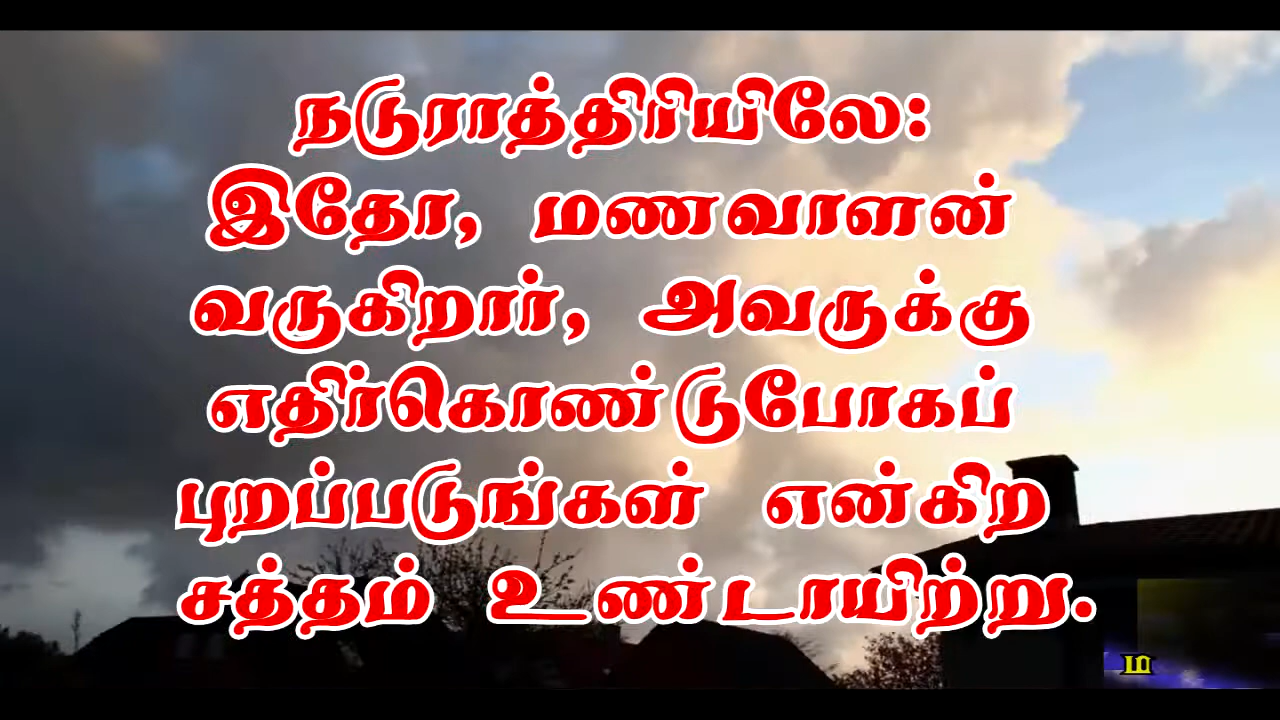 நடுராத்திரியிலே:
இதோ, மணவாளன்
வருகிறார், அவருக்கு
எதிர்கொண்டுபோகப்
புறப்படுங்கள் என்கிற
சத்தம் உண்டாயிற்று.
ம